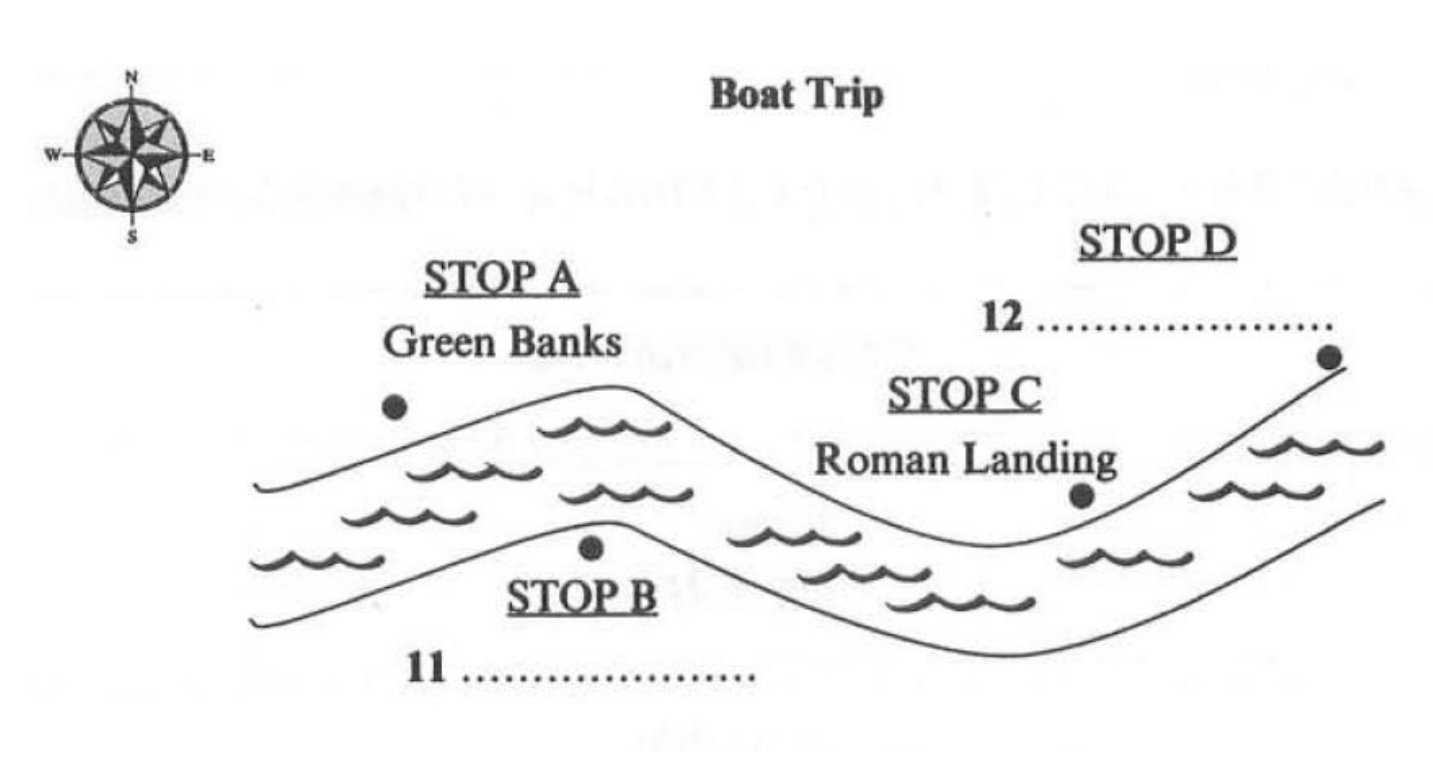 N
Boat Trip
W E
S
STOP D
STOP A
12 ......................
Green Banks
STOP C
Roman Landing
STOP B
11 ......................